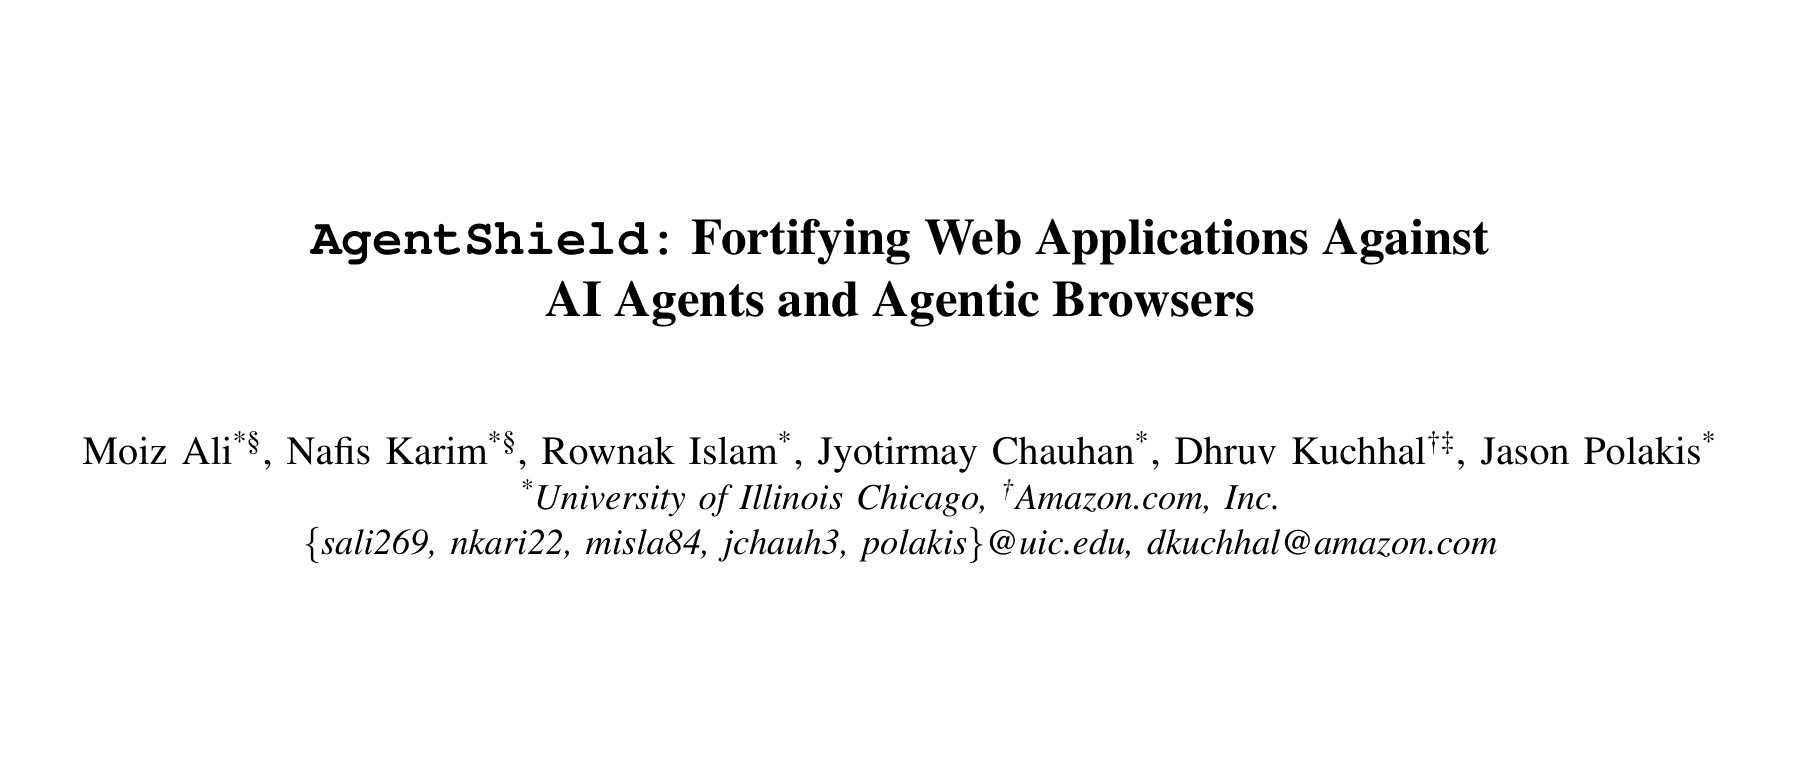 AgentShield: Fortifying Web Applications Against
AI Agents and Agentic Browsers
Moiz Ali*§, Nafis Karim*§, Rownak Islam*, Jyotirmay Chauhan*, Dhruv Kuchhal†‡, Jason Polakis*
*University of Illinois Chicago, †Amazon.com, Inc.
{sali269, nkari22, misla84, jchauh3, polakis}@uic.edu, dkuchhal@amazon.com